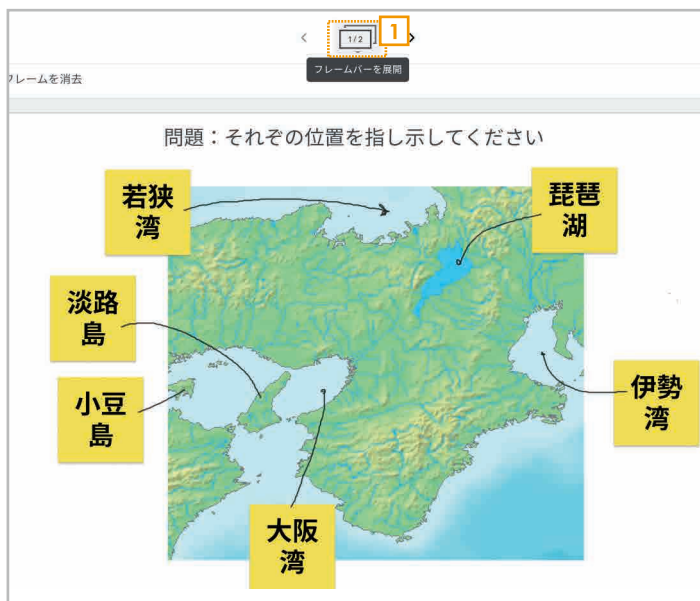 1/2
1
フレームバーを展開
フレームを消去
問題：それぞの位置を指し示してください
若狭
湾
琵琶
湖
淡路
島
小豆
島
伊勢
湾
大阪
湾